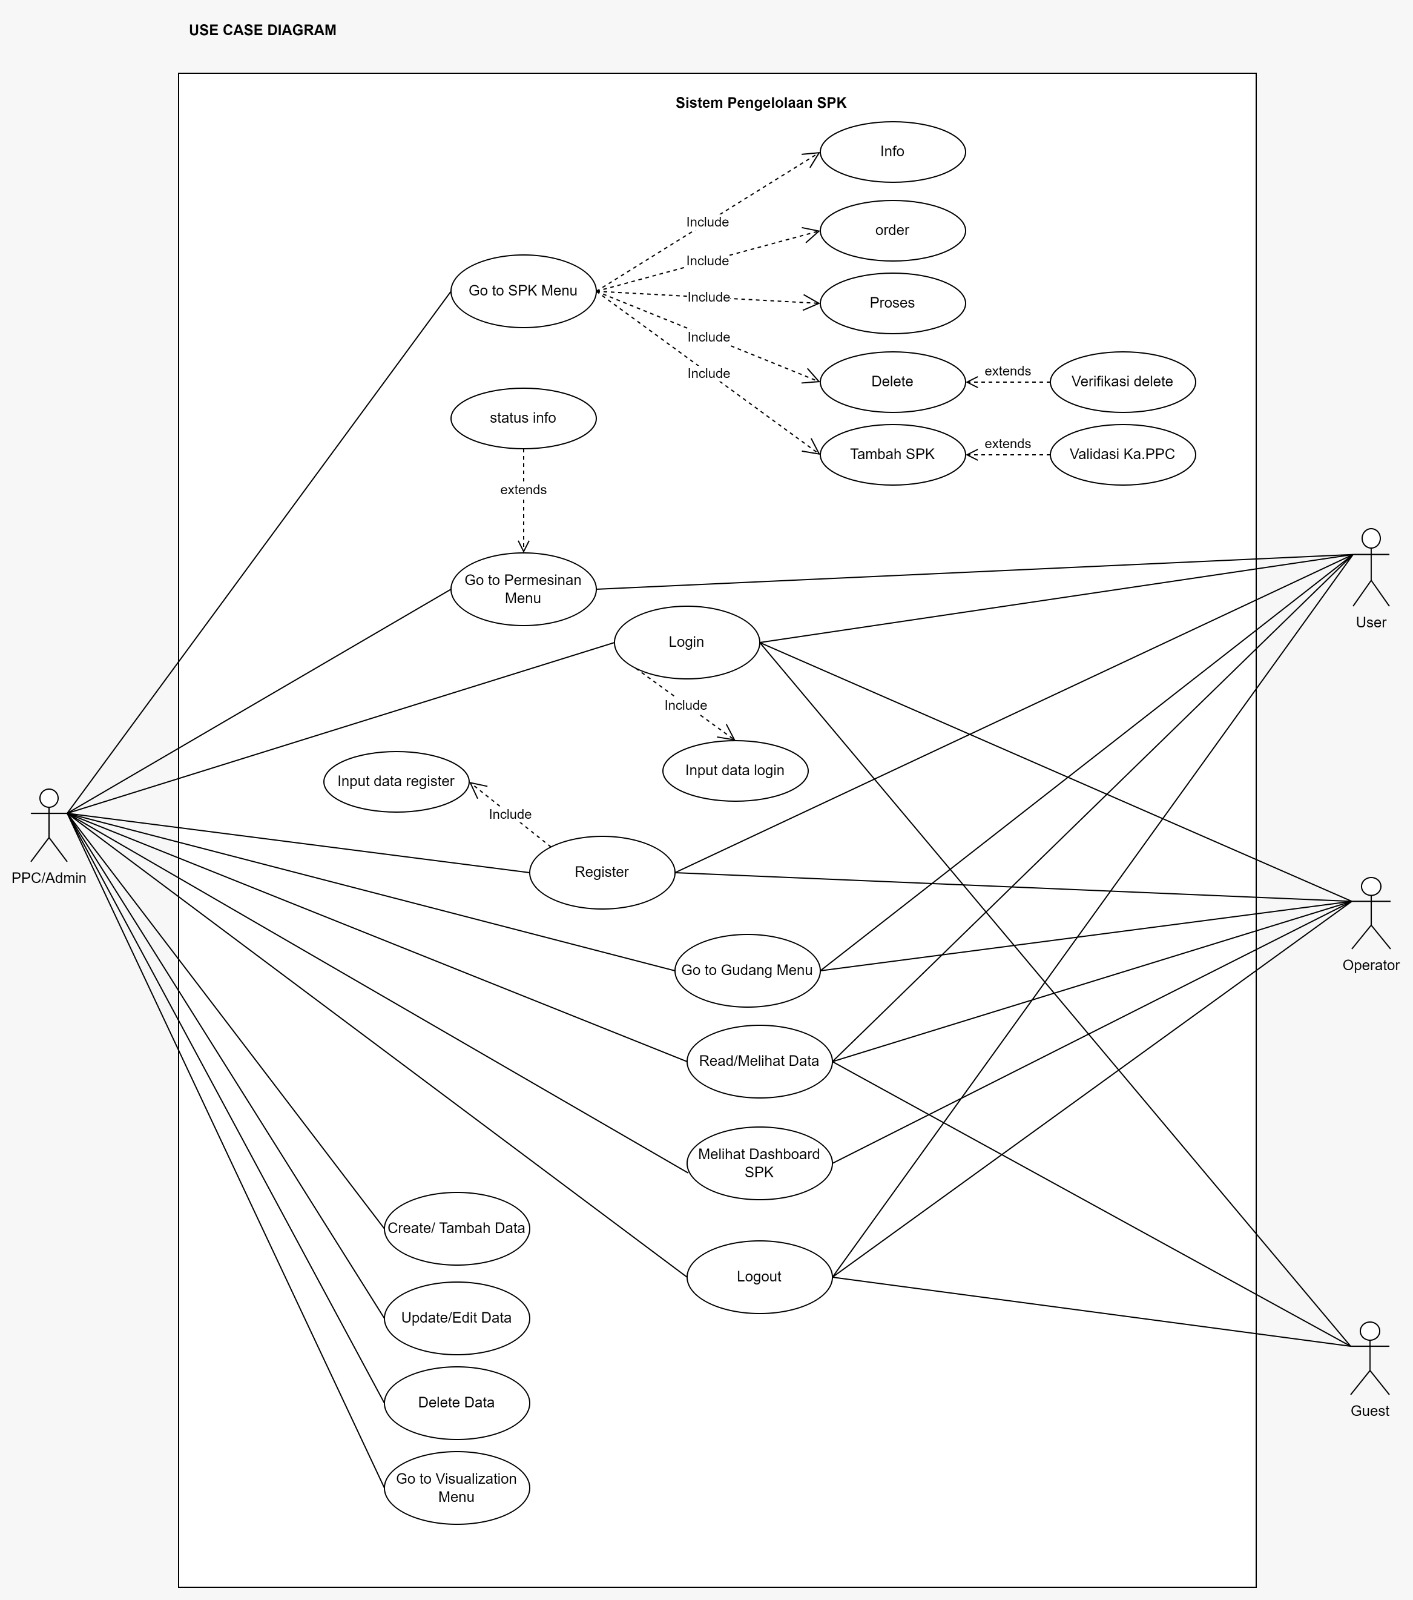 USE CASE DIAGRAM
Sistem Pengelolaan SPK
Info
Include
order
Include
Go to SPK Menu
Include
Proses
Include
Include
Delete
extends
Verifikasi delete
status info
Tambah SPK
extends
Validasi Ka.PPC
extends
Go to Permesinan
Menu
User
Login
Include
Input data login
Input data register
Include
PPC/Admin
Register
Operator
Go to Gudang Menu
Read/Melihat Data
Melihat Dashboard
SPK
Create/ Tambah Data
Logout
Update/Edit Data
Delete Data
Guest
Go to Visualization
Menu